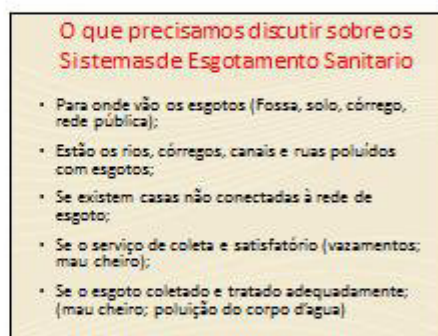 O que precisamos discutir sobre os
Sistemas de Esgotamento Sanitario
• Para onde vão os esgotos (Fossa, solo, córrego,
rede pública);
• Estão os rios, córregos, canais e ruas poluídos
com esgotos;
• Se existem casas não conectadas à rede de
esgoto;
• Se o serviço de coleta e satisfatório (vazamentos;
mau cheiro);
• Se o esgoto coletado e tratado adequadamente;
(mau cheiro; poluição do corpo d'agua)